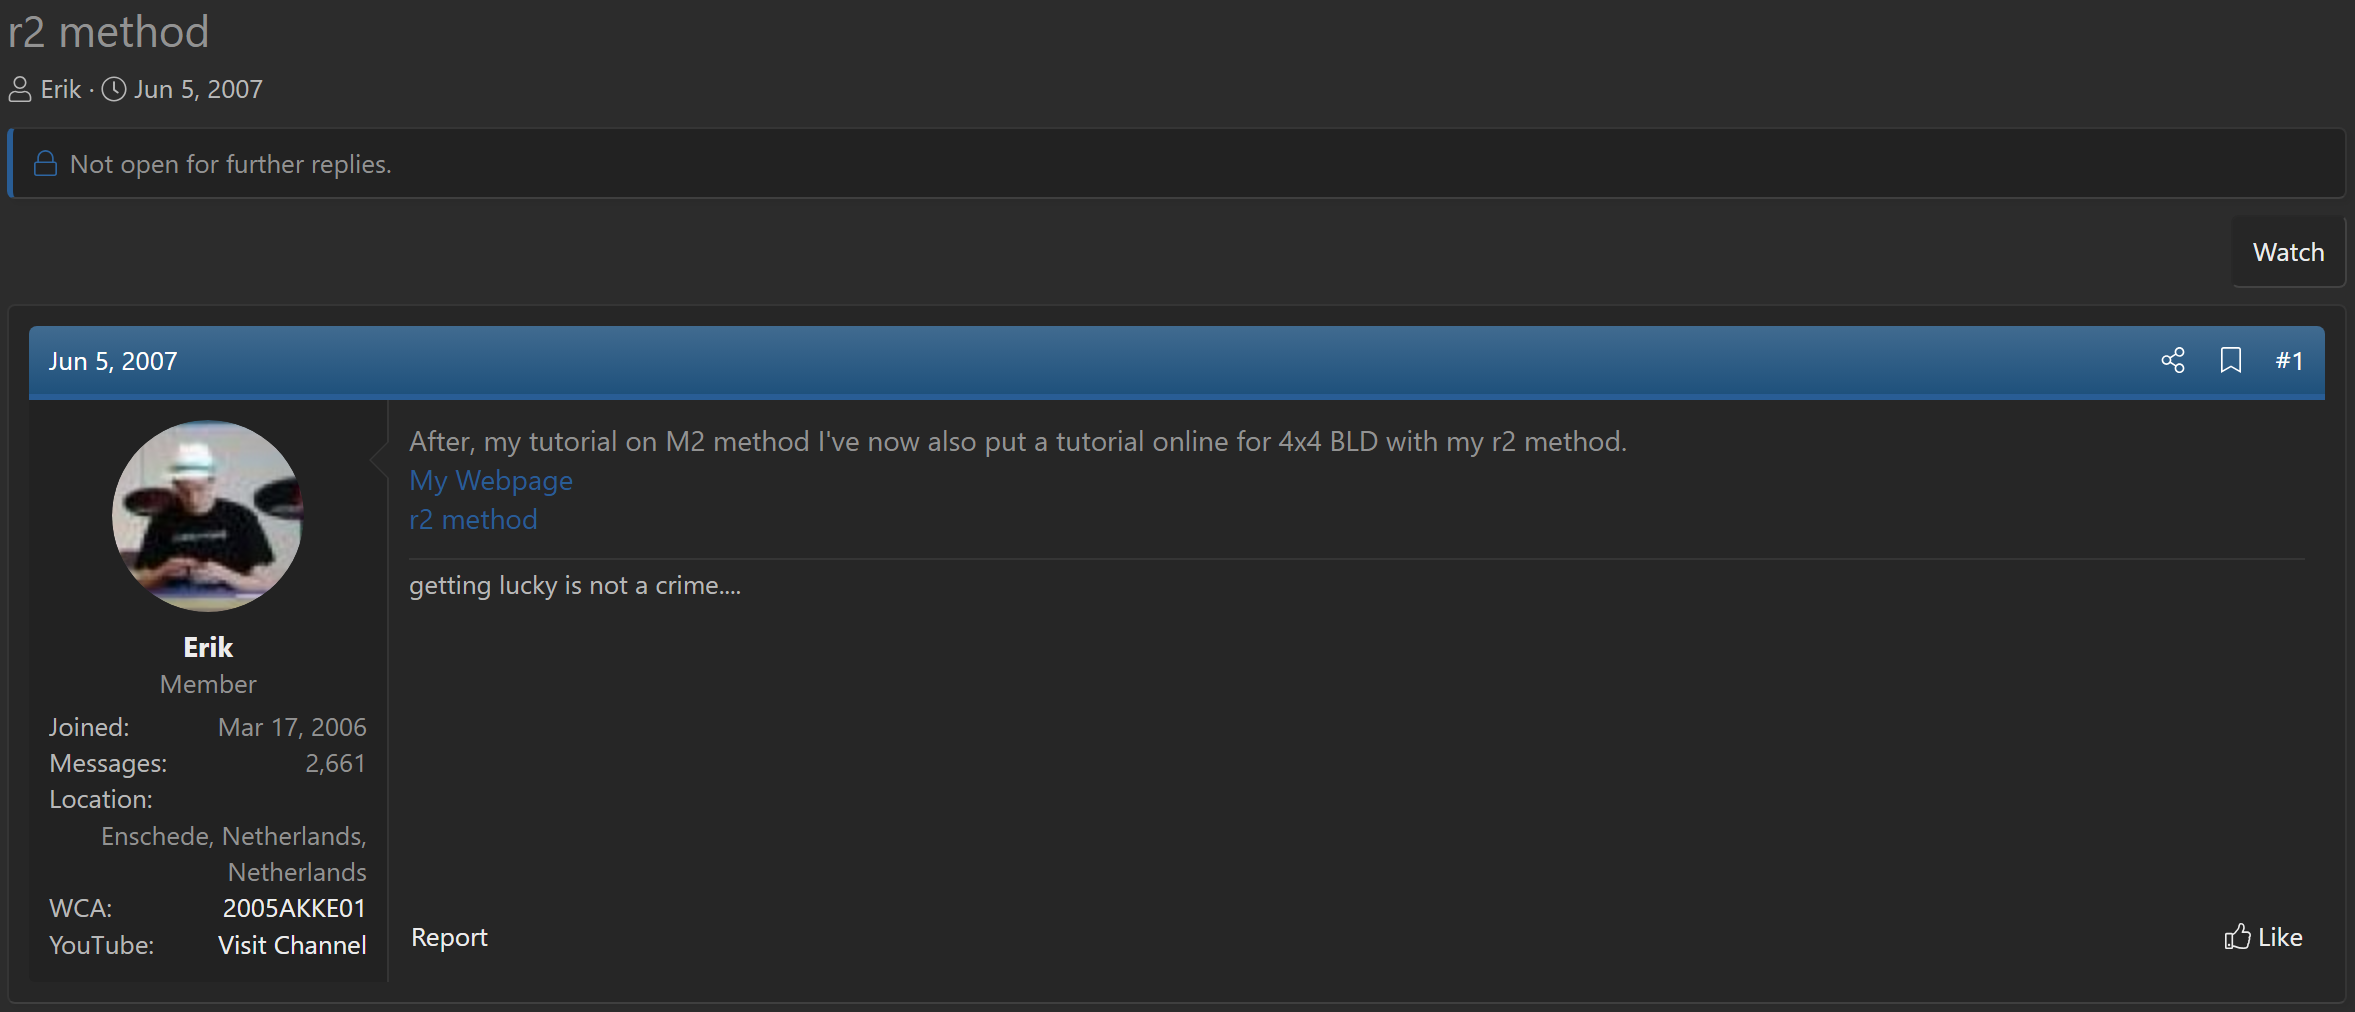 r2 method
Erik · Jun 5, 2007
Not open for further replies.
Watch
Jun 5, 2007
#1
After, my tutorial on M2 method I've now also put a tutorial online for 4x4 BLD with my r2 method.
My Webpage
r2 method
getting lucky is not a crime....
Erik
Member
Joined: Mar 17, 2006
Messages: 2,661
Location:
Enschede, Netherlands,
Netherlands
WCA: 2005AKKE01
YouTube: Visit Channel
Report
Like